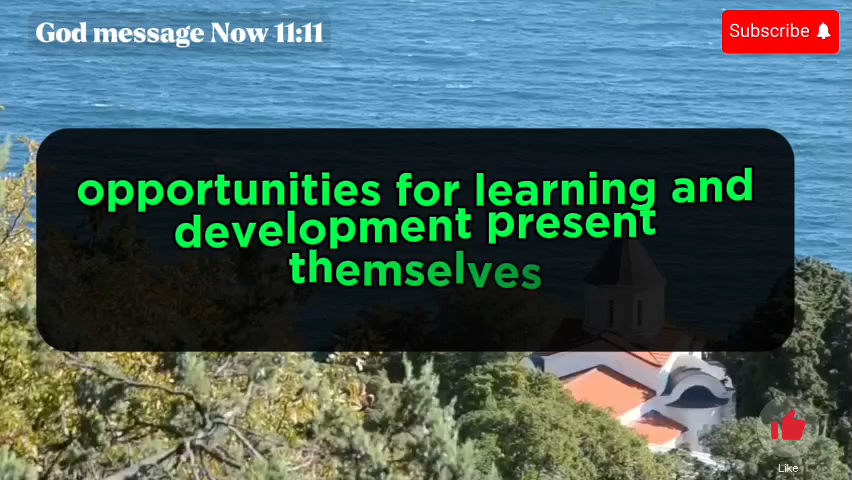 God message Now 11:11
Subscribe
opportunities for learning and
development present
themselves
Like